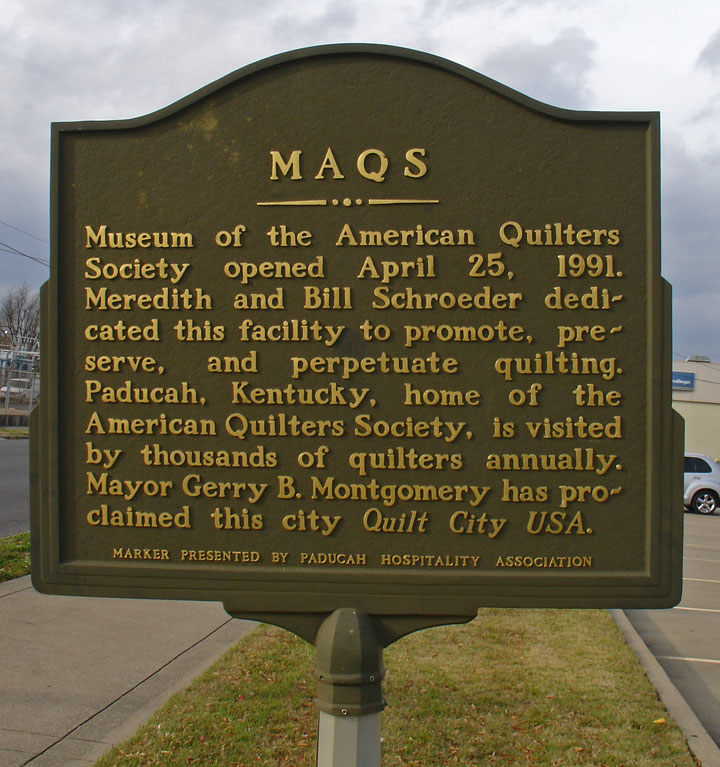 MAQS
Museum of the American Quilters
Society opened April 25, 1991.
Meredith and Bill Schroeder dedi-
cated this facility to promote, pre-
serve, and perpetuate quilting.
Paducah, Kentucky, home of the
American Quilters Society, is visited
by thousands of quilters annually.
Mayor Gerry B. Montgomery has pro-
claimed this city Quilt City USA.
MARKER PRESENTED BY PADUCAH HOSPITALITY ASSOCIATION